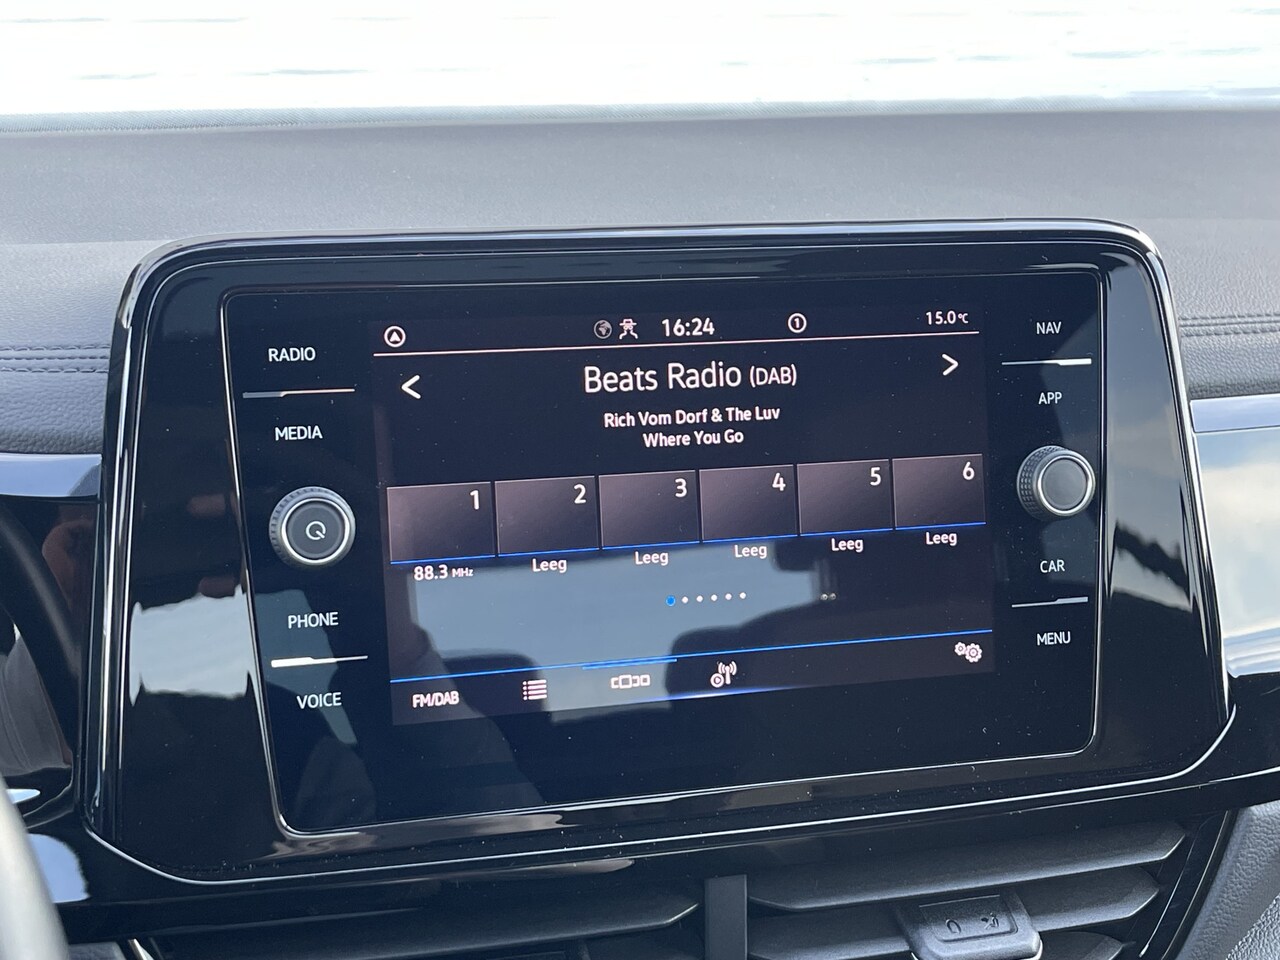 RADIO
MEDIA
PHONE
VOICE
16:24
1
15.0°C
<
Beats Radio (DAB)
>
Rich Vom Dorf & The Luv
Where You Go
1 2 3 4 5 6
88.3 MHz Leeg Leeg Leeg Leeg Leeg
FM/DAB
NAV
APP
CAR
MENU